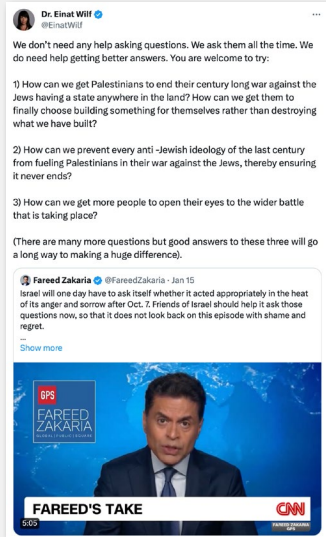 Dr. Einat Wilf
@EinatWilf
We don't need any help asking questions. We ask them all the time. We
do need help getting better answers. You are welcome to try:
1) How can we get Palestinians to end their century long war against the
Jews having a state anywhere in the land? How can we get them to
finally choose building something for themselves rather than destroying
what we have built?
2) How can we prevent every anti -Jewish ideology of the last century
from fueling Palestinians in their war against the Jews, thereby ensuring
it never ends?
3) How can we get more people to open their eyes to the wider battle
that is taking place?
(There are many more questions but good answers to these three will go
a long way to making a huge difference).
Fareed Zakaria @FareedZakaria · Jan 15
Israel will one day have to ask itself whether it acted appropriately in the heat
of its anger and sorrow after Oct. 7. Friends of Israel should help it ask those
questions now, so that it does not look back on this episode with shame and
regret.
...
Show more
GPS
FAREED
ZAKARIA
GLOBAL PUBLIC SQUARE
FAREED'S TAKE
CNN
5:05
FAREED ZAKARIA
GPS